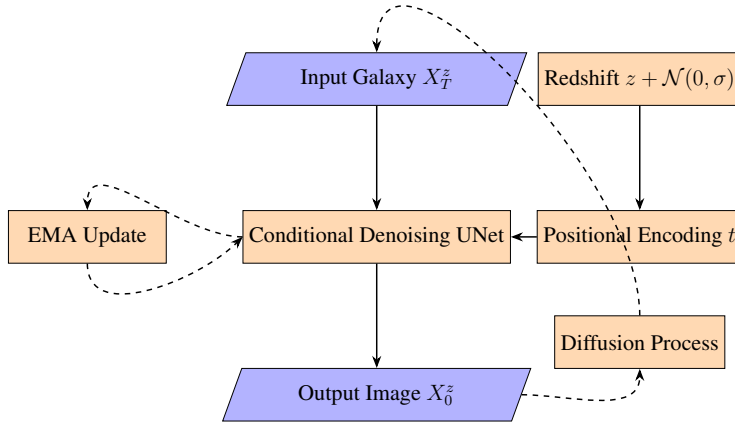 Input Galaxy $X_T^z$
Redshift $z + \mathcal{N}(0, \sigma)$
EMA Update
Conditional Denoising UNet
Positional Encoding $t$
Diffusion Process
Output Image $X_0^z$